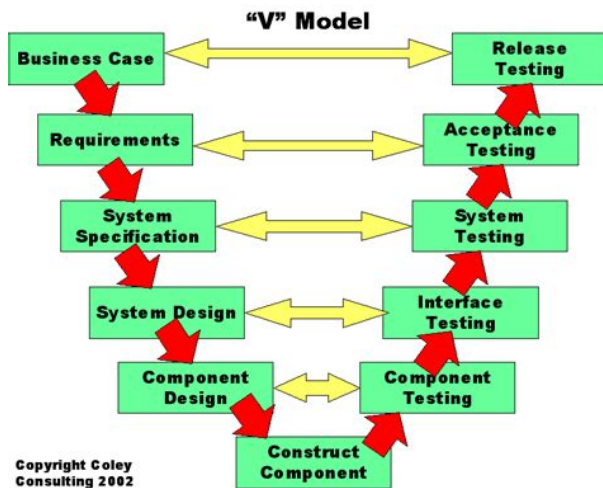 “V” Model
Business Case
Release
Testing
Requirements
Acceptance
Testing
System
Specification
System
Testing
System Design
Interface
Testing
Component
Design
Component
Testing
Construct
Component
Copyright Coley
Consulting 2002